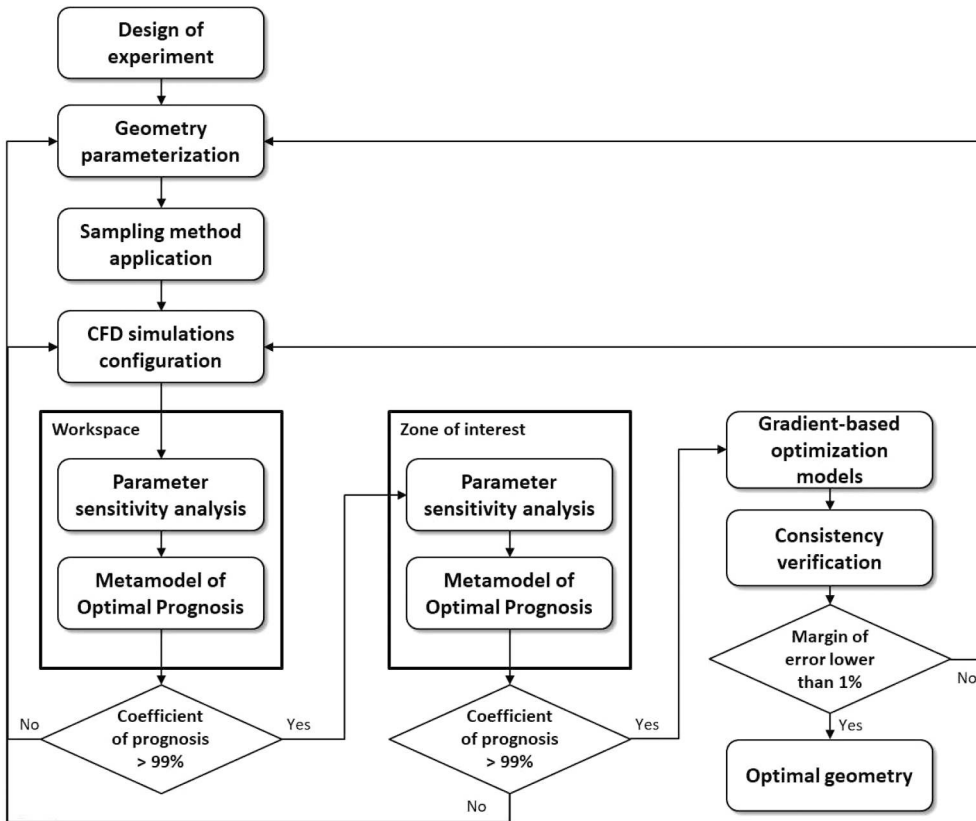 Design of
experiment
Geometry
parameterization
Sampling method
application
CFD simulations
configuration
Workspace
Parameter
sensitivity analysis
Metamodel of
Optimal Prognosis
No
Coefficient
of prognosis
> 99%
Yes
Zone of interest
Parameter
sensitivity analysis
Metamodel of
Optimal Prognosis
Coefficient
of prognosis
> 99%
Yes
No
Gradient-based
optimization
models
Consistency
verification
Margin of
error lower
than 1%
No
Yes
Optimal geometry